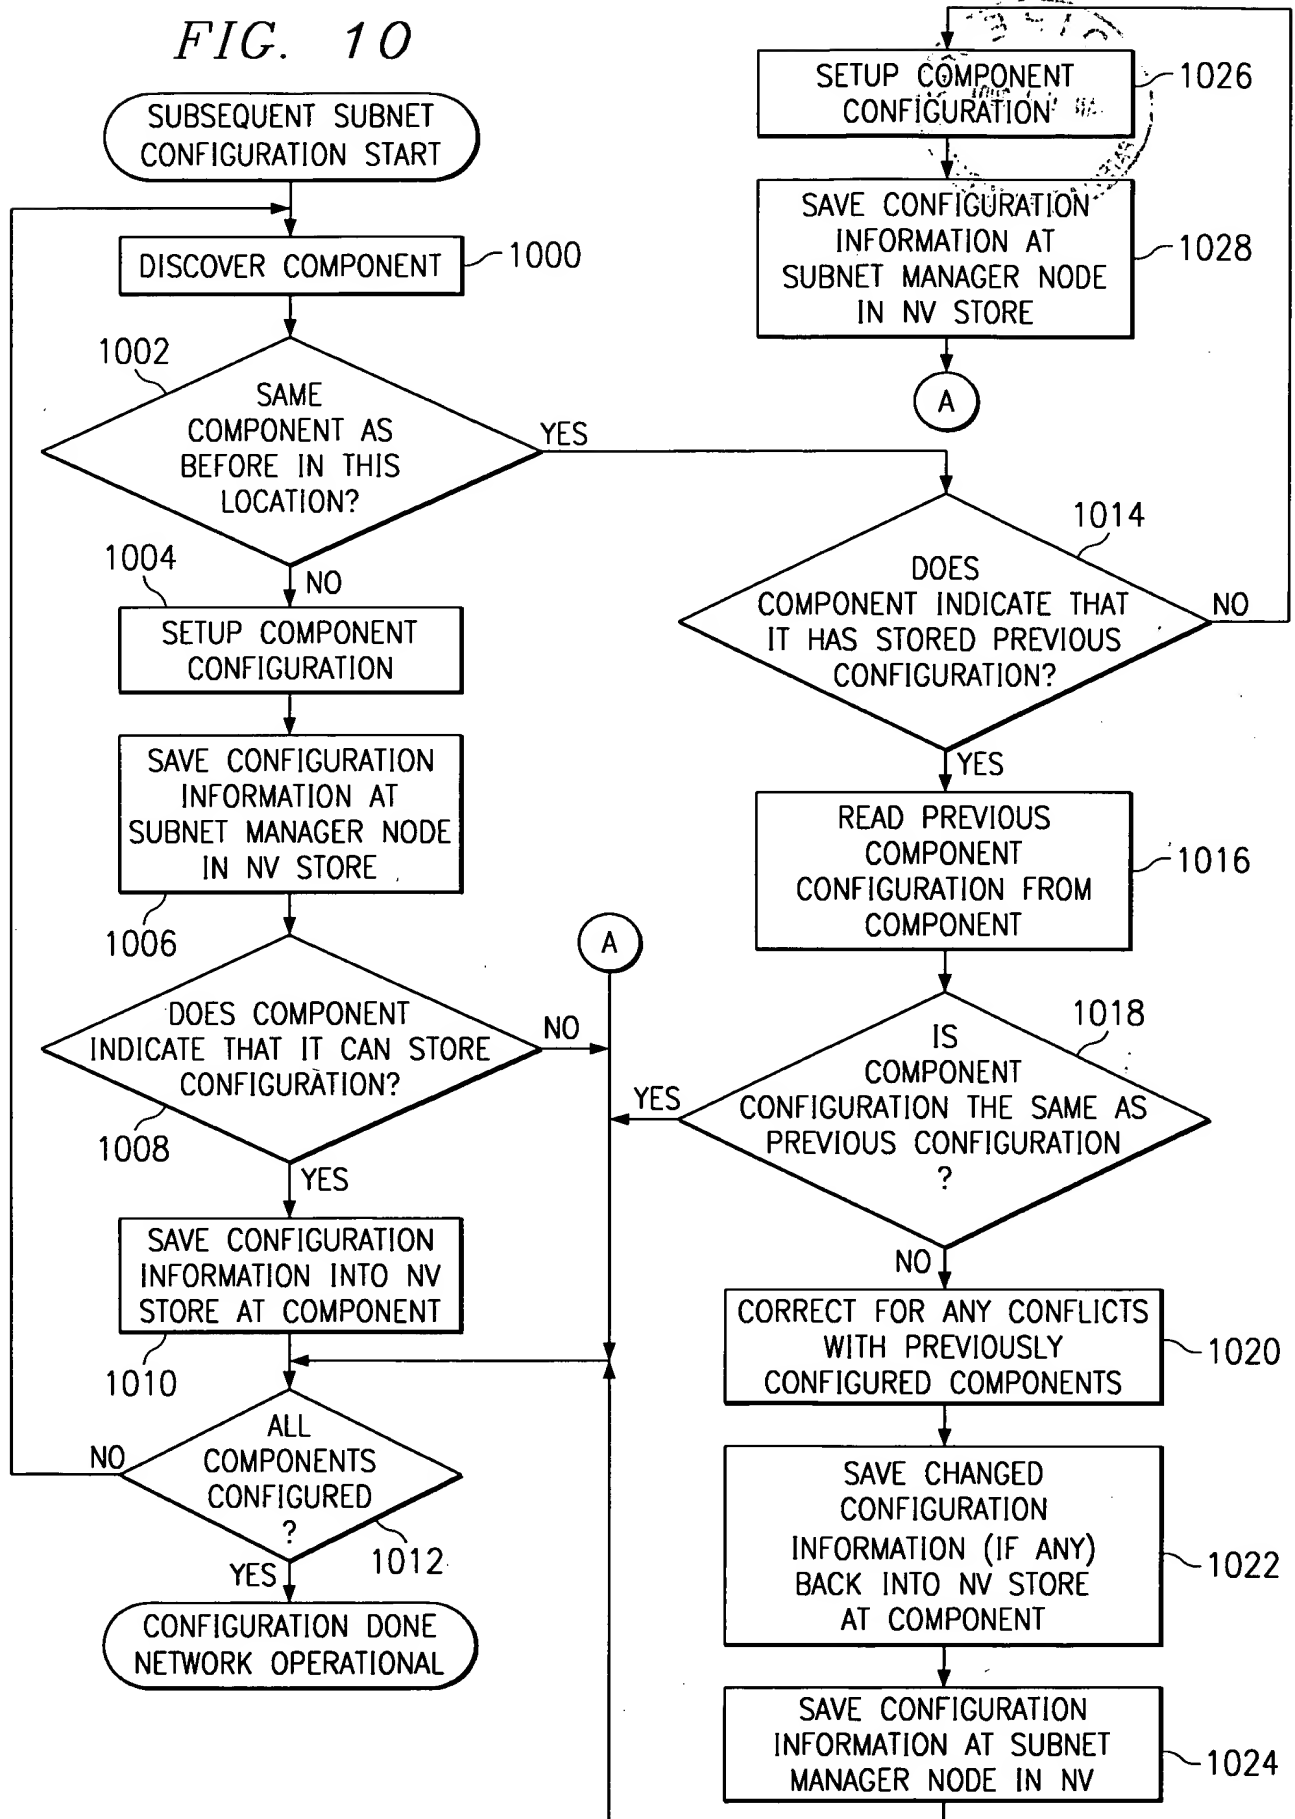 FIG. 10
SUBSEQUENT SUBNET
CONFIGURATION START
DISCOVER COMPONENT
1000
1002
SAME
COMPONENT AS
BEFORE IN THIS
LOCATION?
YES
NO
1004
SETUP COMPONENT
CONFIGURATION
SAVE CONFIGURATION
INFORMATION AT
SUBNET MANAGER NODE
IN NV STORE
1006
DOES COMPONENT
INDICATE THAT IT CAN STORE
CONFIGURATION?
NO
1008
YES
SAVE CONFIGURATION
INFORMATION INTO NV
STORE AT COMPONENT
1010
ALL
COMPONENTS
CONFIGURED
?
NO
1012
YES
CONFIGURATION DONE
NETWORK OPERATIONAL
A
SETUP COMPONENT
CONFIGURATION
1026
SAVE CONFIGURATION
INFORMATION AT
SUBNET MANAGER NODE
IN NV STORE
1028
A
1014
DOES
COMPONENT INDICATE THAT
IT HAS STORED PREVIOUS
CONFIGURATION?
NO
YES
READ PREVIOUS
COMPONENT
CONFIGURATION FROM
COMPONENT
1016
1018
IS
COMPONENT
CONFIGURATION THE SAME AS
PREVIOUS CONFIGURATION
?
YES
NO
CORRECT FOR ANY CONFLICTS
WITH PREVIOUSLY
CONFIGURED COMPONENTS
1020
SAVE CHANGED
CONFIGURATION
INFORMATION (IF ANY)
BACK INTO NV STORE
AT COMPONENT
1022
SAVE CONFIGURATION
INFORMATION AT SUBNET
MANAGER NODE IN NV
1024